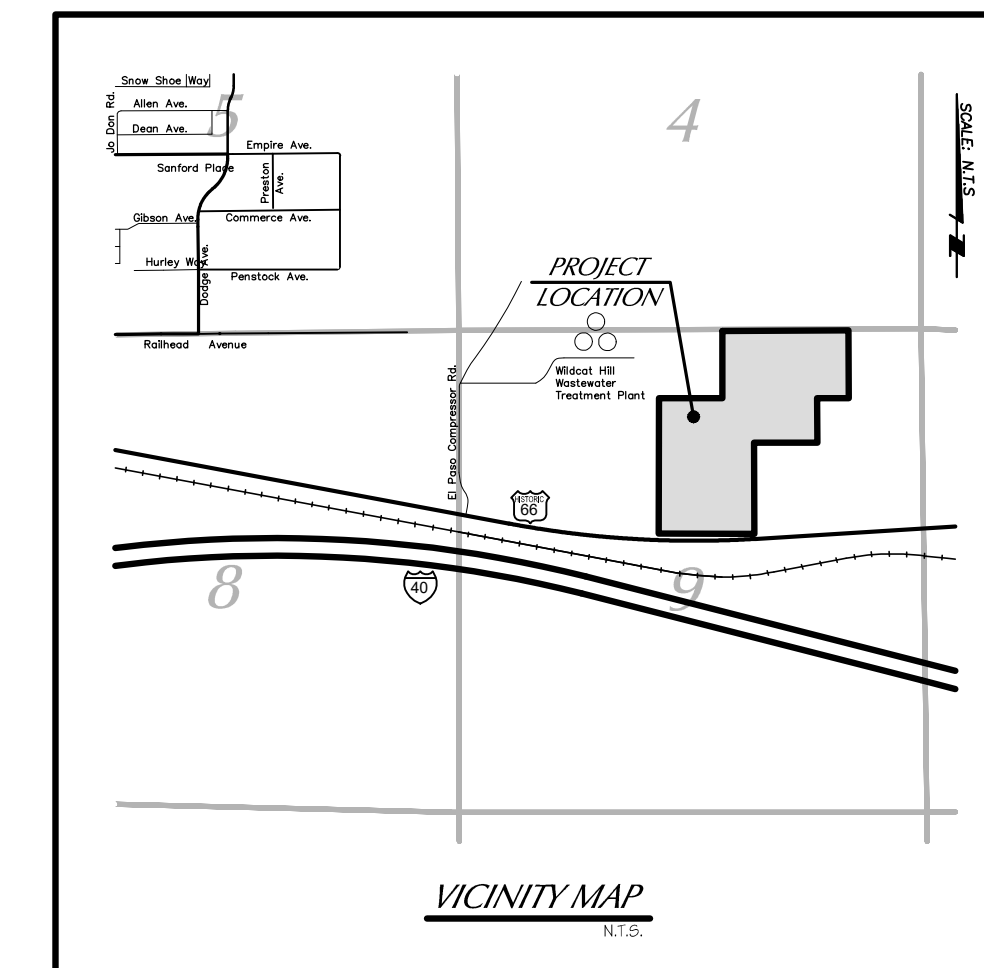 Snow Shoe Way
Jo Don Rd.
Allen Ave.
5
Dean Ave.
4
SCALE: N.T.S
Empire Ave.
Sanford Place
Preston
Ave.
Gibson Ave.
Commerce Ave.
N
Hurley Way
Dodge Ave.
Penstock Ave.
PROJECT
LOCATION
Railhead Avenue
Wildcat Hill
Wastewater
Treatment Plant
El Paso Compressor Rd.
HISTORIC
66
8
40
9
VICINITY MAP
N.T.S.